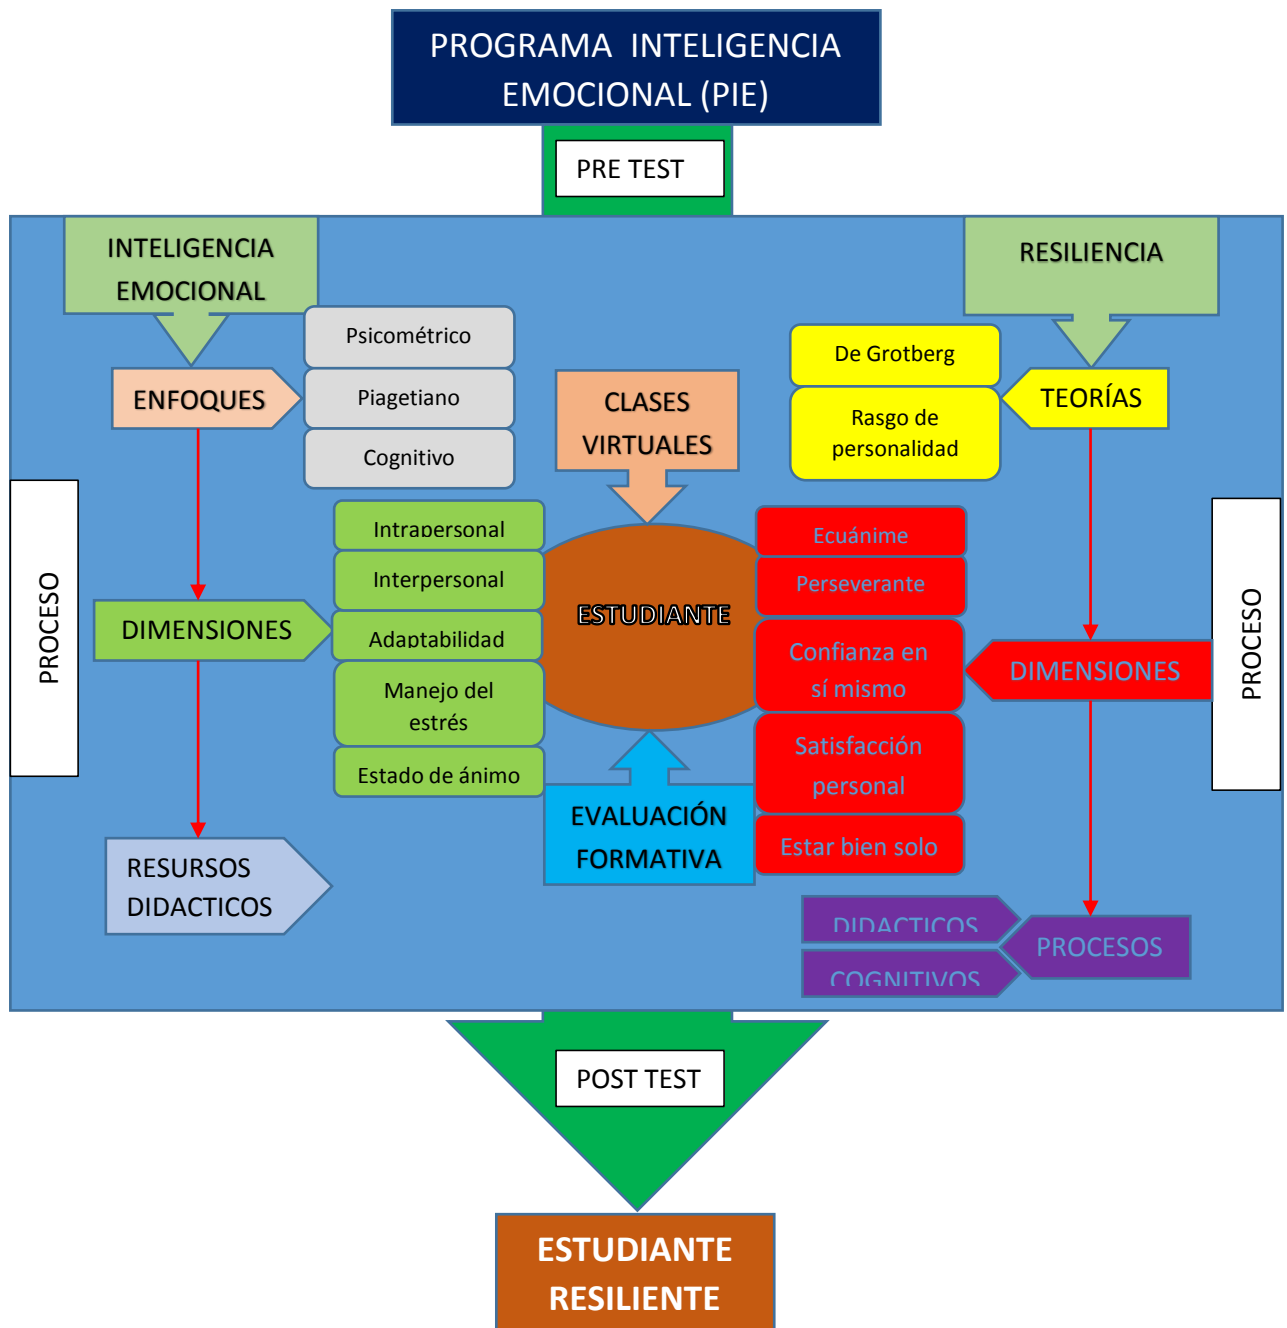 PROGRAMA INTELIGENCIA
EMOCIONAL (PIE)
PRE TEST
INTELIGENCIA
EMOCIONAL
RESILIENCIA
Psicométrico
Piagetiano
Cognitivo
ENFOQUES
CLASES
VIRTUALES
De Grotberg
Rasgo de
personalidad
TEORÍAS
PROCESO
DIMENSIONES
Intrapersonal
Interpersonal
Adaptabilidad
Manejo del
estrés
Estado de ánimo
ESTUDIANTE
Ecuánime
Perseverante
Confianza en
sí mismo
Satisfacción
personal
Estar bien solo
DIMENSIONES
PROCESO
EVALUACIÓN
FORMATIVA
RESURSOS
DIDACTICOS
DIDACTICOS
COGNITIVOS
PROCESOS
POST TEST
ESTUDIANTE
RESILIENTE